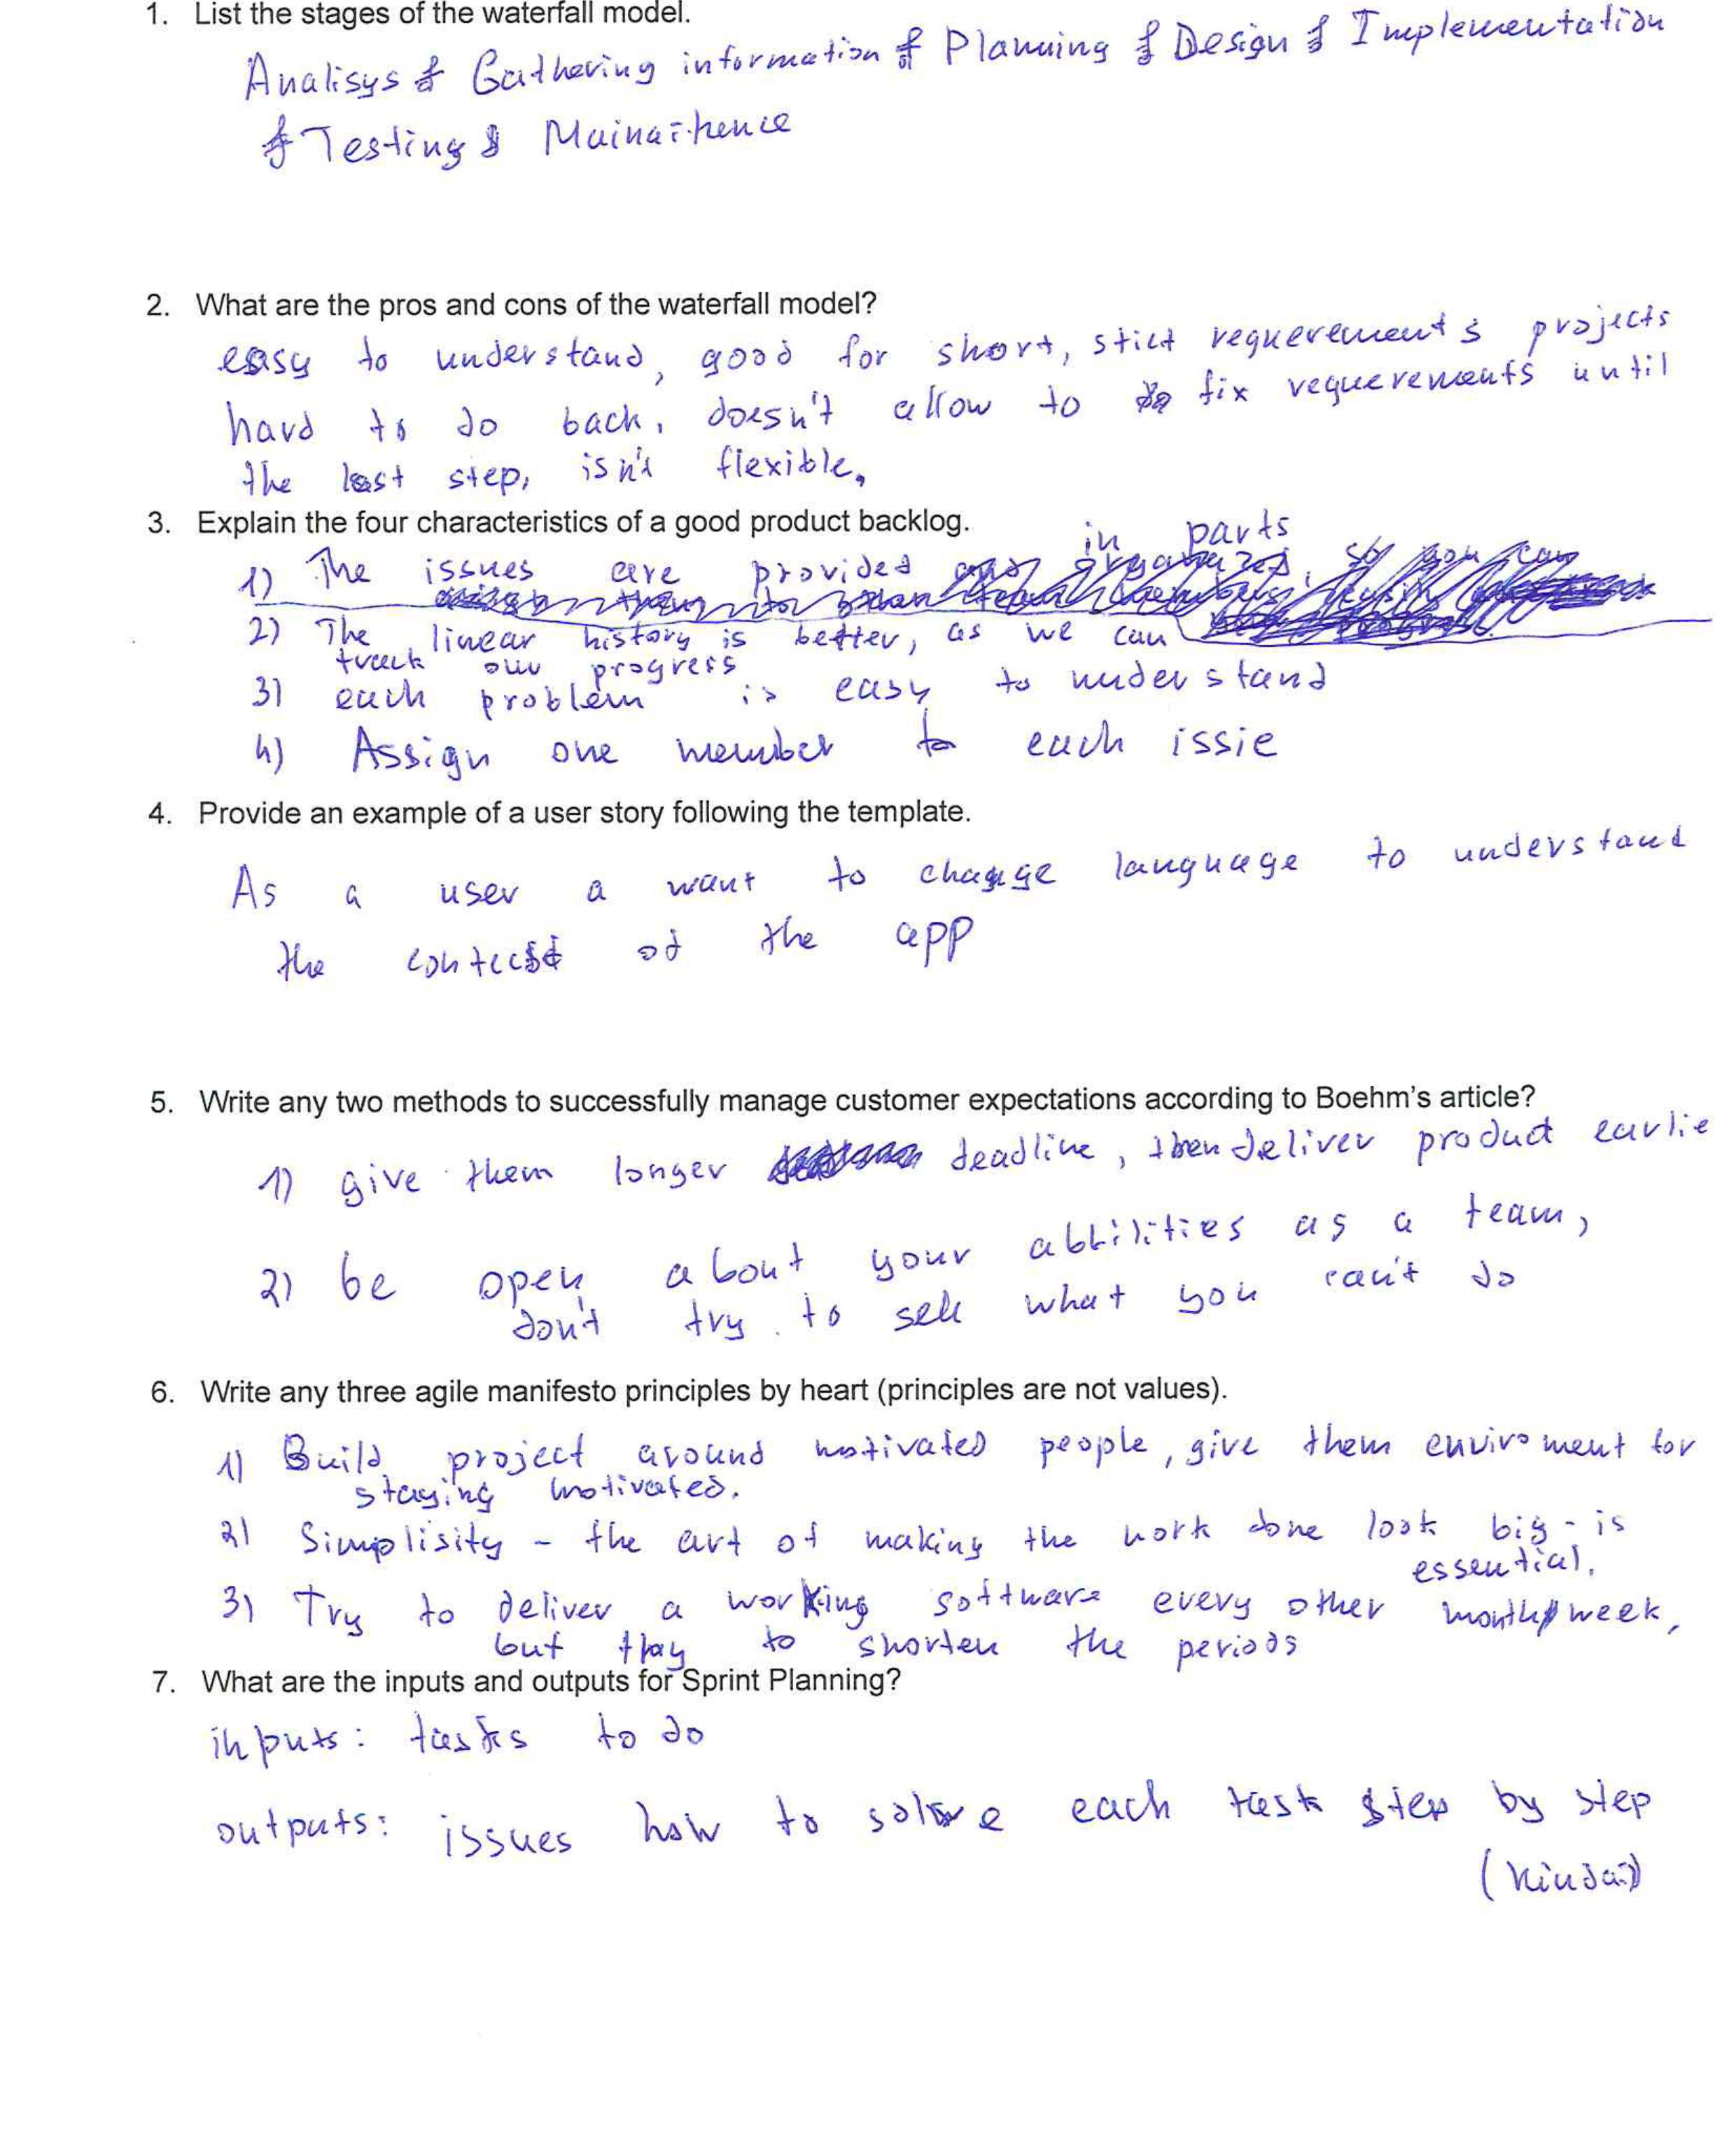 1. List the stages of the waterfall model.
Analisys & Gathering information & Planning & Design & Implementation
& Testing & Mainaithence
2. What are the pros and cons of the waterfall model?
easy to understand, good for short, stict requerements projects
hard to do back, doesn't allow to fix requerements until
the last step, isn't flexible.
3. Explain the four characteristics of a good product backlog.
1) The issues are provided in parts
2) The linear history is better, as we can
track our progress
3) each problem is easy to understand
4) Assign one member to each issie
4. Provide an example of a user story following the template.
As a user a want to change language to understand
the of the app
5. Write any two methods to successfully manage customer expectations according to Boehm's article?
1) give them longer deadline, then deliver product earlie
2) be open about your abbilities as a team,
don't try to sell what you can't do
6. Write any three agile manifesto principles by heart (principles are not values).
1) Build project around motivated people, give them enviroment for
staying motivated.
2) Simplisity - the art of making the work done look big - is
essential.
3) Try to deliver a working software every other week,
but to shorten the periods
7. What are the inputs and outputs for Sprint Planning?
inputs: tasks to do
outputs: issues how to solve each task step by step
(kinda:)